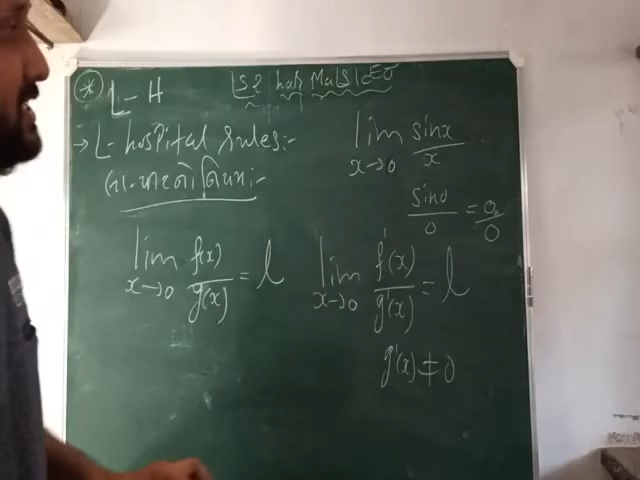 * L-H
→ L-hospital rules:-
lim x→0 f(x)/g(x) = l
lim x→0 sinx/x
sin0/0 = 0/0
lim x→0 f'(x)/g'(x) = l
g'(x) ≠ 0